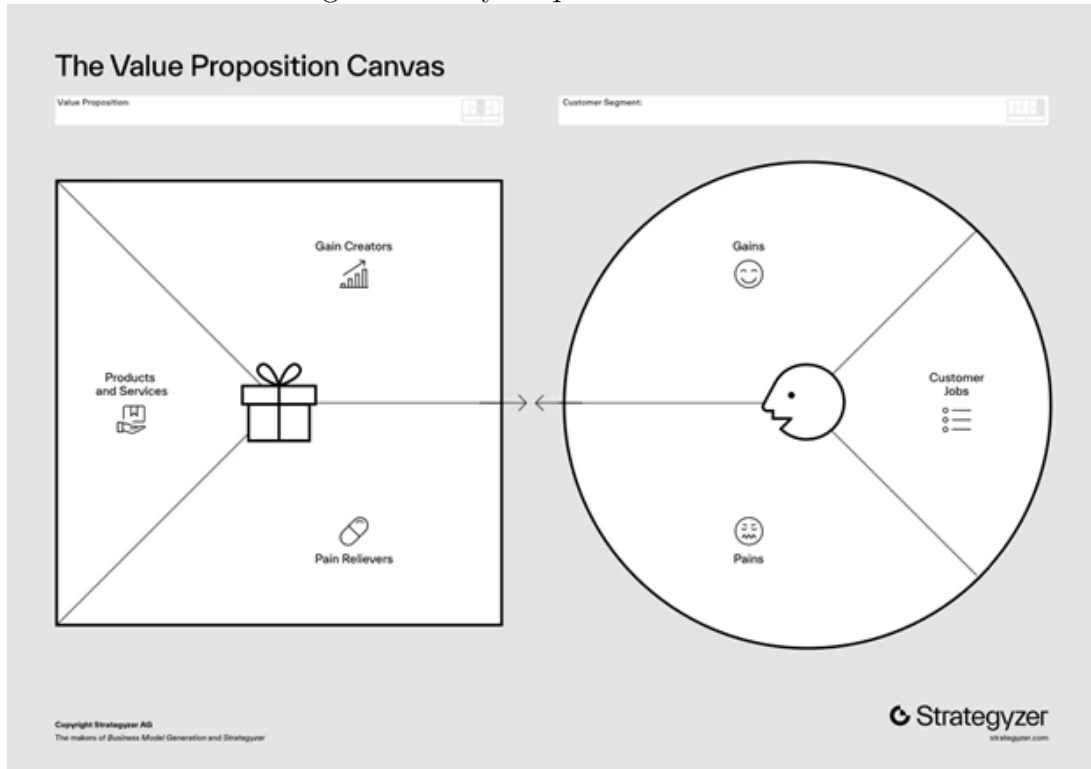 The Value Proposition Canvas
Value Proposition:
Customer Segment:
Gain Creators
Gains
Products
and Services
Customer
Jobs
Pain Relievers
Pains
Copyright Strategyzer AG
The makers of Business Model Generation and Strategyzer
Strategyzer
strategyzer.com